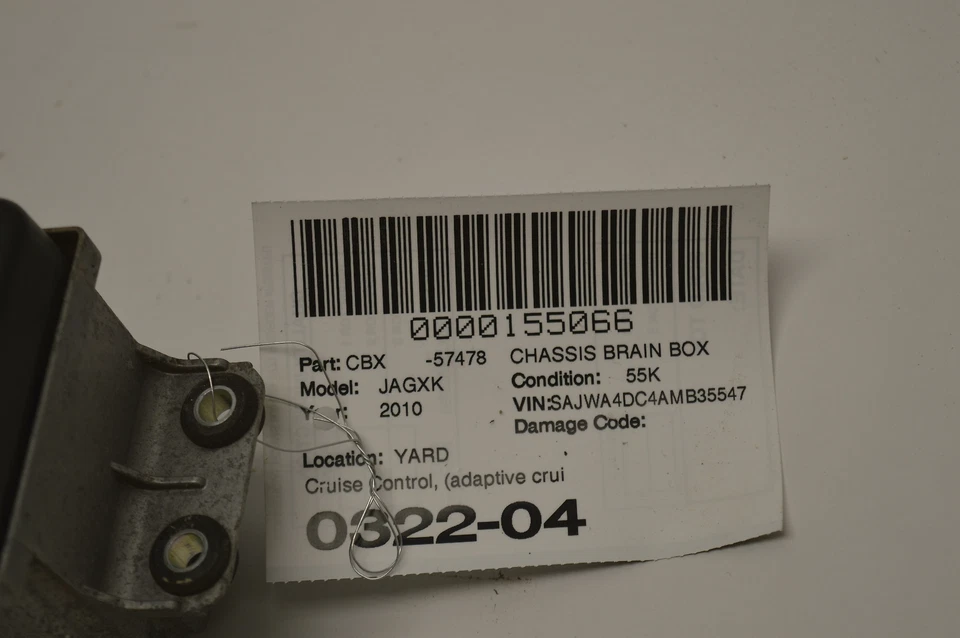 0000155066
Part: CBX -57478 CHASSIS BRAIN BOX
Model: JAGXK Condition: 55K
2010 VIN:SAJWA4DC4AMB35547
Damage Code:
Location: YARD
Cruise Control, (adaptive crui
0322-04